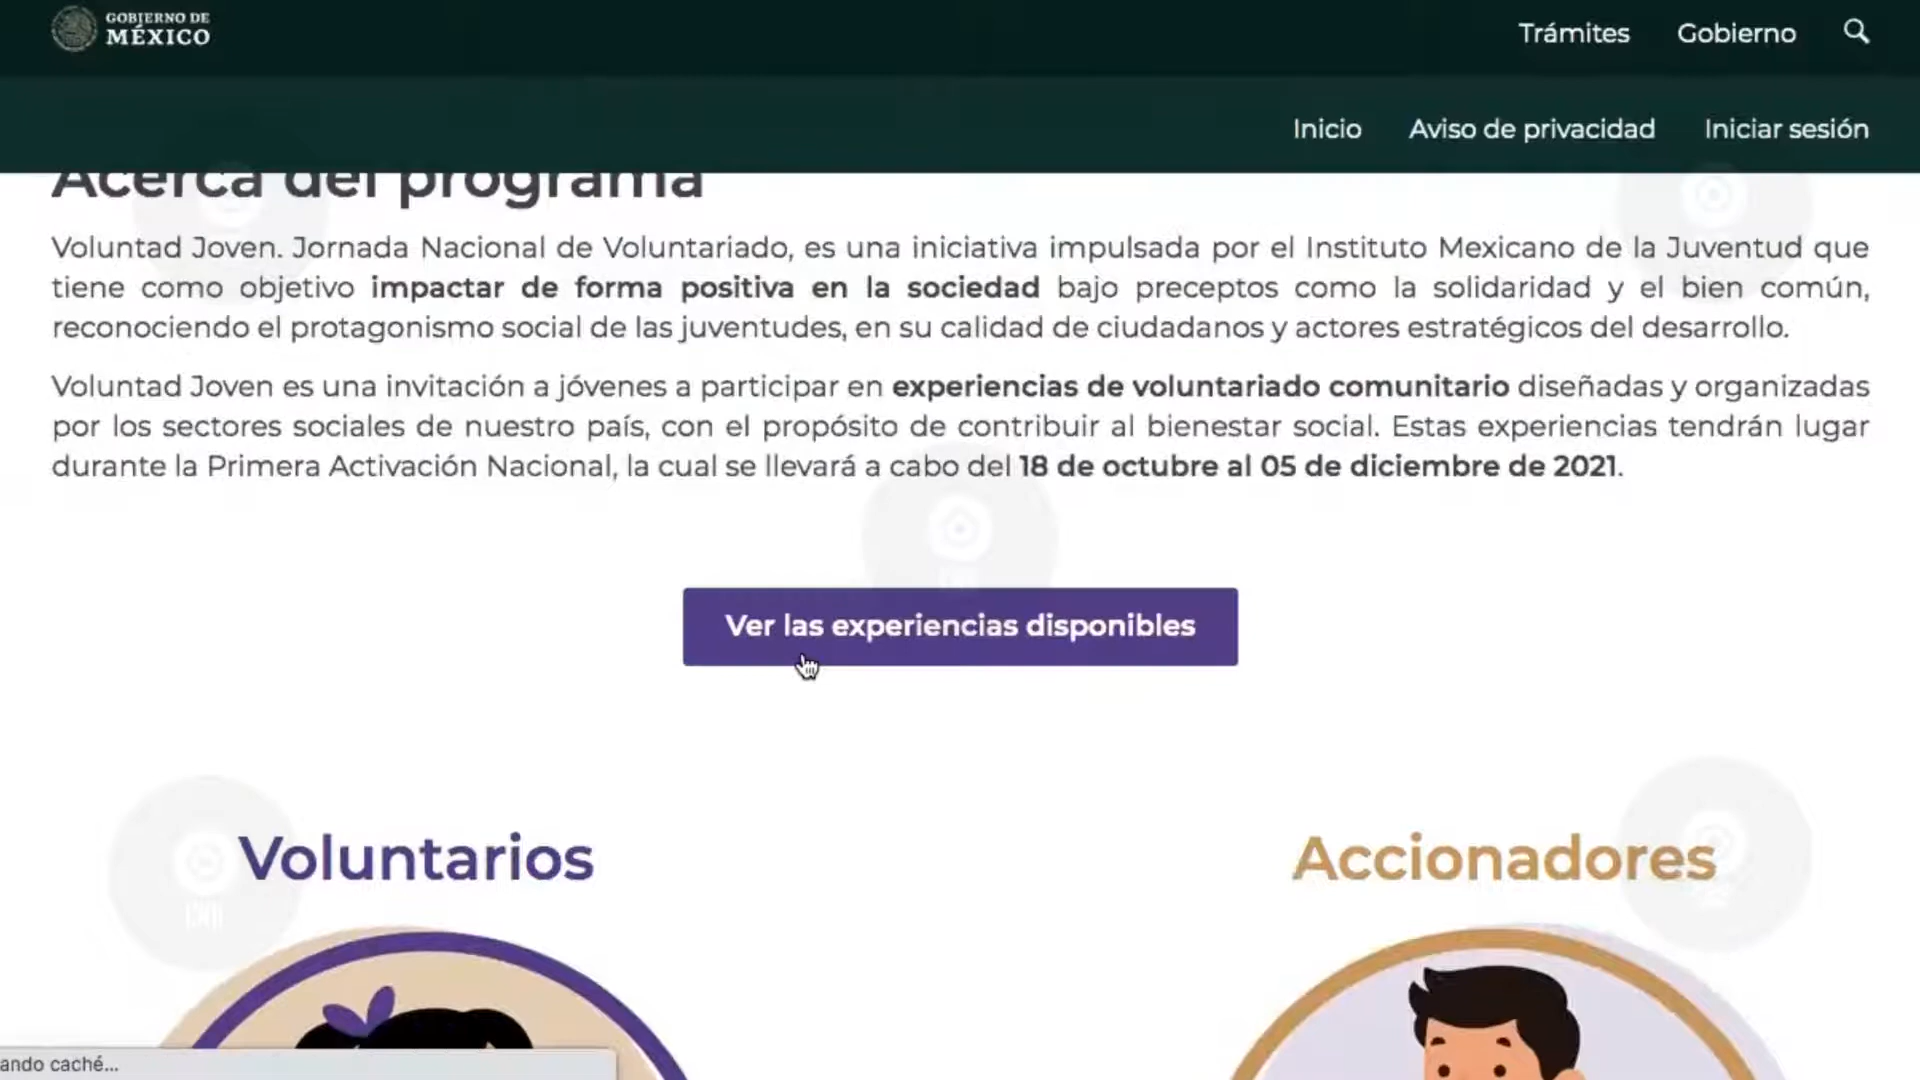 GOBIERNO DE
MÉXICO
Trámites Gobierno
Inicio Aviso de privacidad Iniciar sesión
Acerca del programa
Voluntad Joven. Jornada Nacional de Voluntariado, es una iniciativa impulsada por el Instituto Mexicano de la Juventud que
tiene como objetivo impactar de forma positiva en la sociedad bajo preceptos como la solidaridad y el bien común,
reconociendo el protagonismo social de las juventudes, en su calidad de ciudadanos y actores estratégicos del desarrollo.
Voluntad Joven es una invitación a jóvenes a participar en experiencias de voluntariado comunitario diseñadas y organizadas
por los sectores sociales de nuestro país, con el propósito de contribuir al bienestar social. Estas experiencias tendrán lugar
durante la Primera Activación Nacional, la cual se llevará a cabo del 18 de octubre al 05 de diciembre de 2021.
Ver las experiencias disponibles
Voluntarios
Accionadores
ando caché...